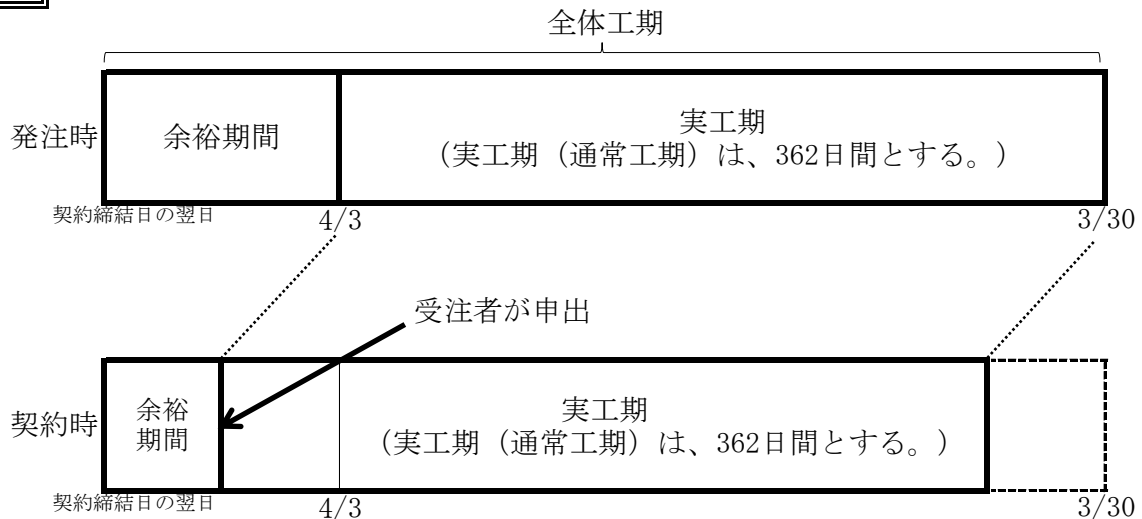 全体工期
発注時
余裕期間
実工期
（実工期（通常工期）は、362日間とする。）
契約締結日の翌日
4/3
3/30
受注者が申出
契約時
余裕
期間
実工期
（実工期（通常工期）は、362日間とする。）
契約締結日の翌日
4/3
3/30